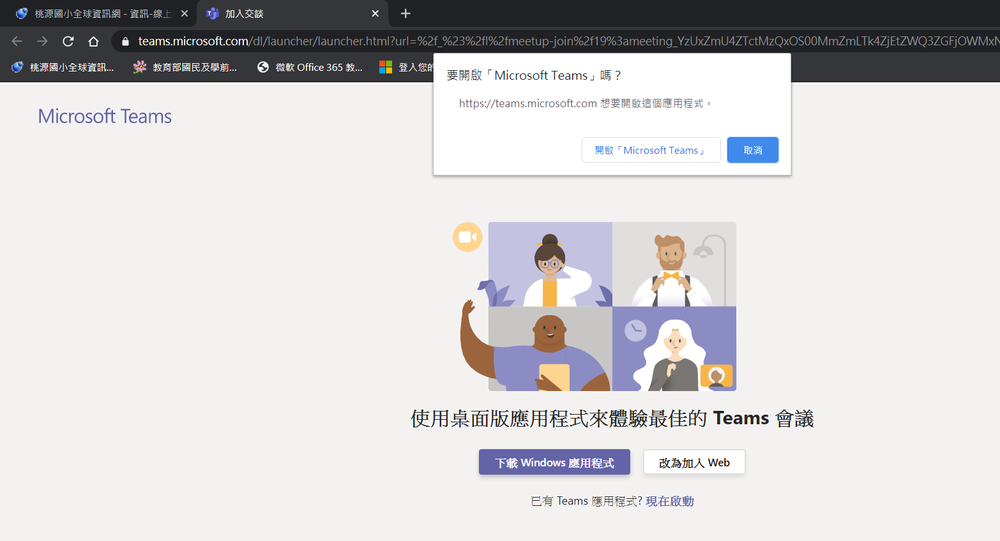 桃源國小全球資訊網 - 資訊-線上
加入交談
teams.microsoft.com/dl/launcher/launcher.html?url=%2f_%23%2fl%2fmeetup-join%2f19%3ameeting_YzUxZmU4ZTctMzQxOS00MmZmLTk4ZjEtZWQ3ZGFjOWMxN
桃源國小全球資訊...
教育部國民及學前...
微軟 Office 365 教...
登入您的
要開啟「Microsoft Teams」嗎？
https://teams.microsoft.com 想要開啟這個應用程式。
開啟「Microsoft Teams」
取消
Microsoft Teams
使用桌面版應用程式來體驗最佳的 Teams 會議
下載 Windows 應用程式
改為加入 Web
已有 Teams 應用程式? 現在啟動